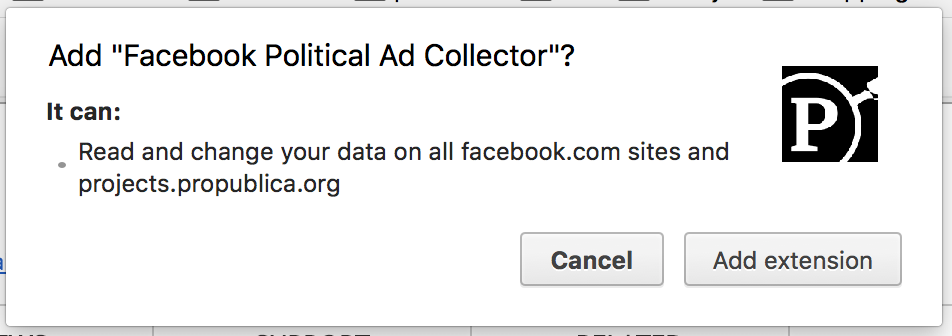 Add "Facebook Political Ad Collector"?
It can:
Read and change your data on all facebook.com sites and
projects.propublica.org
P
Cancel
Add extension